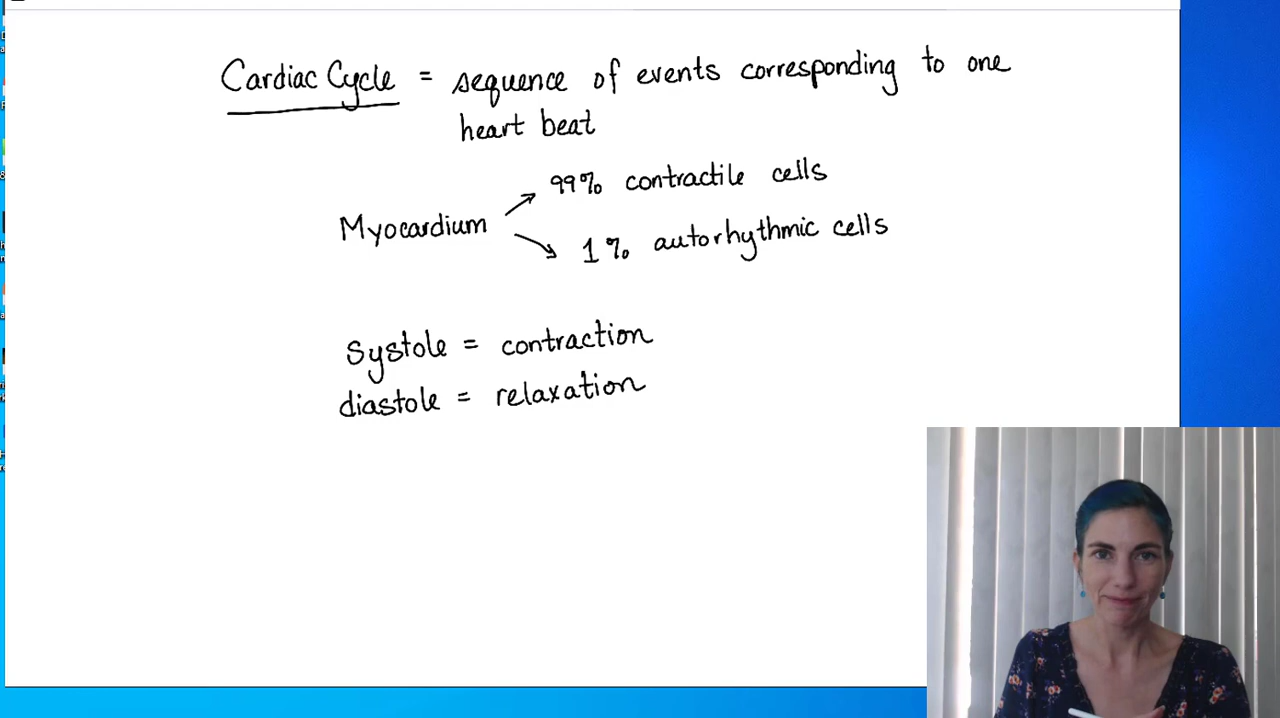 Cardiac Cycle = sequence of events corresponding to one
heart beat
99% contractile cells
Myocardium
1% autorhythmic cells
systole = contraction
diastole = relaxation